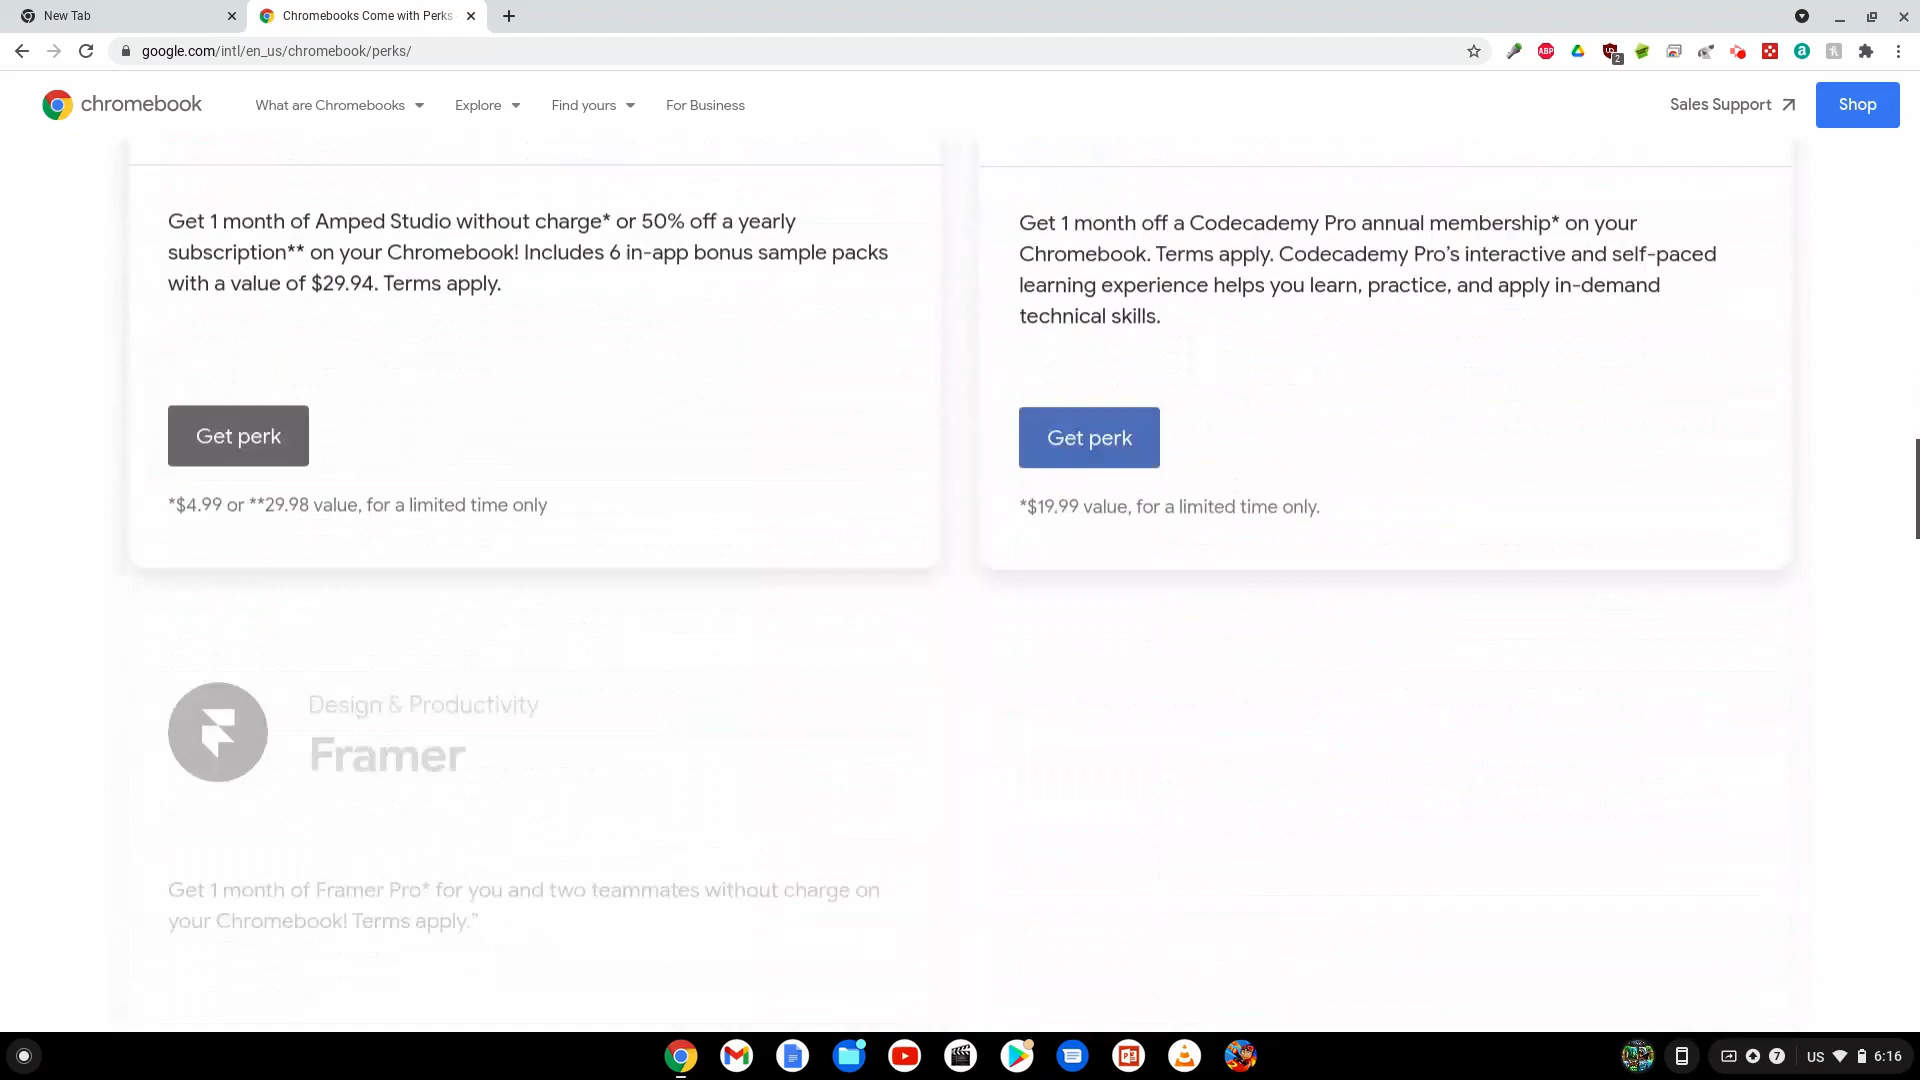 New Tab
Chromebooks Come with Perks
google.com/intl/en_us/chromebook/perks/
ABP
2
chromebook
What are Chromebooks
Explore
Find yours
For Business
Sales Support
Shop
Get 1 month of Amped Studio without charge* or 50% off a yearly
subscription** on your Chromebook! Includes 6 in-app bonus sample packs
with a value of $29.94. Terms apply.
Get perk
*$4.99 or **29.98 value, for a limited time only
Get 1 month off a Codecademy Pro annual membership* on your
Chromebook. Terms apply. Codecademy Pro’s interactive and self-paced
learning experience helps you learn, practice, and apply in-demand
technical skills.
Get perk
*$19.99 value, for a limited time only.
Design & Productivity
Framer
Get 1 month of Framer Pro* for you and two teammates without charge on
your Chromebook! Terms apply.”
7
US
6:16